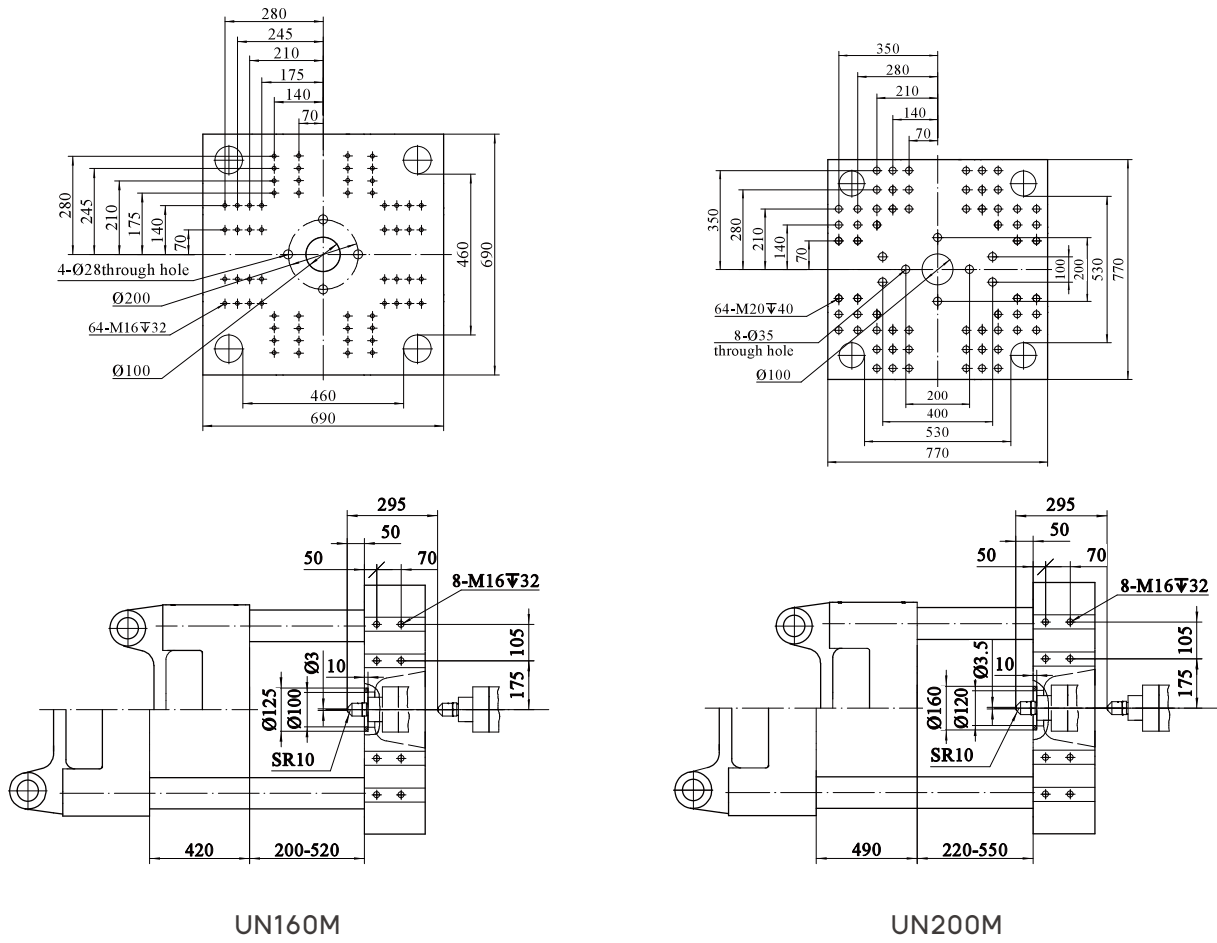 280
245
210
175
140
70
280
245
210
175
140
70
460
690
4-Ø28through hole
Ø200
64-M16↧32
Ø100
460
690
350
280
210
140
70
350
280
210
140
70
100
200
530
770
64-M20↧40
8-Ø35
through hole
Ø100
200
400
530
770
295
50
50
70
8-M16↧32
105
175
Ø3
10
Ø125
Ø100
SR10
420
200-520
295
50
50
70
8-M16↧32
105
175
Ø3.5
10
Ø160
Ø120
SR10
490
220-550
UN160M
UN200M